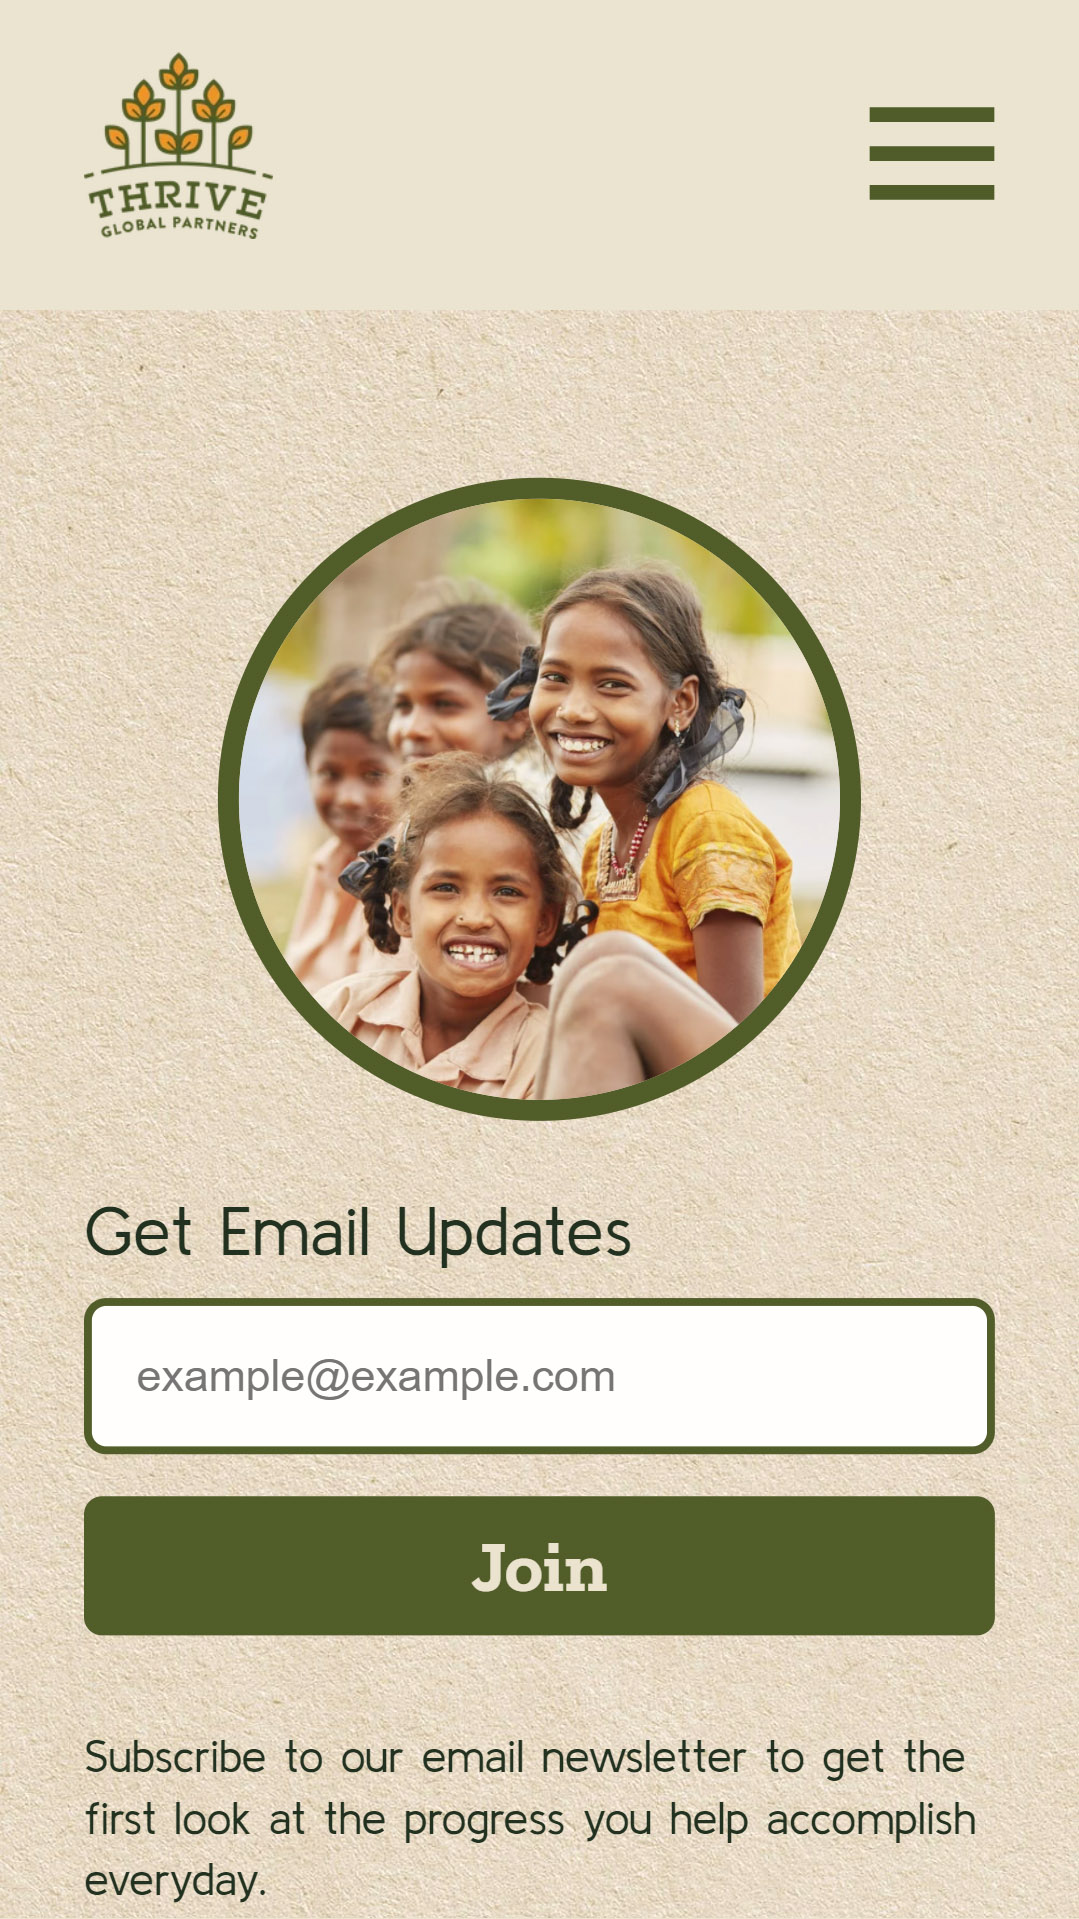 THRIVE
GLOBAL PARTNERS
Get Email Updates
example@example.com
Join
Subscribe to our email newsletter to get the
first look at the progress you help accomplish
everyday.